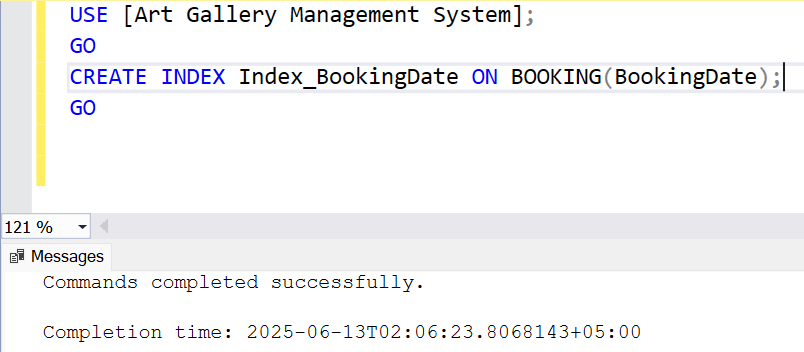 USE [Art Gallery Management System];
GO
CREATE INDEX Index_BookingDate ON BOOKING(BookingDate);
GO
121 %
Messages
Commands completed successfully.
Completion time: 2025-06-13T02:06:23.8068143+05:00